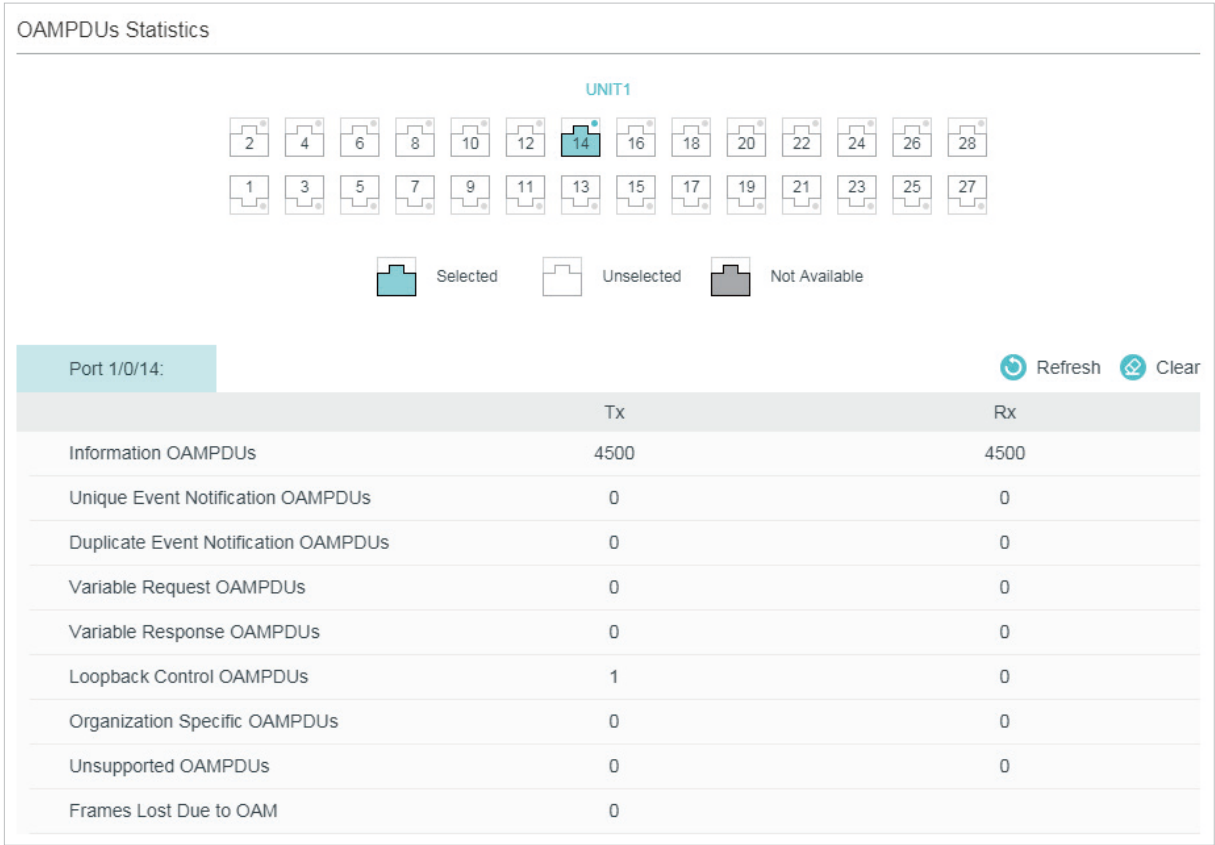 OAMPDUs Statistics
UNIT1
2 4 6 8 10 12 14 16 18 20 22 24 26 28
1 3 5 7 9 11 13 15 17 19 21 23 25 27
Selected Unselected Not Available
Port 1/0/14: Refresh Clear
Tx Rx
Information OAMPDUs 4500 4500
Unique Event Notification OAMPDUs 0 0
Duplicate Event Notification OAMPDUs 0 0
Variable Request OAMPDUs 0 0
Variable Response OAMPDUs 0 0
Loopback Control OAMPDUs 1 0
Organization Specific OAMPDUs 0 0
Unsupported OAMPDUs 0 0
Frames Lost Due to OAM 0